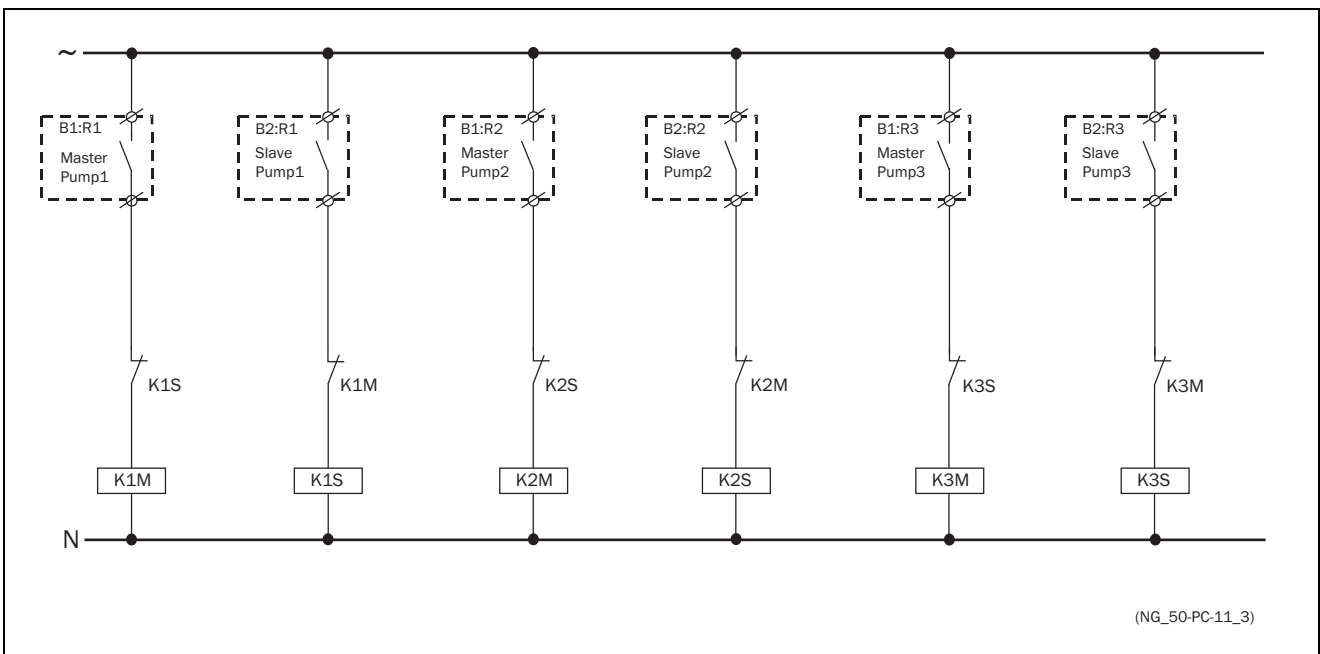 ~
B1:R1
Master
Pump1
B2:R1
Slave
Pump1
B1:R2
Master
Pump2
B2:R2
Slave
Pump2
B1:R3
Master
Pump3
B2:R3
Slave
Pump3
K1S
K1M
K2S
K2M
K3S
K3M
K1M
K1S
K2M
K2S
K3M
K3S
N
(NG_50-PC-11_3)